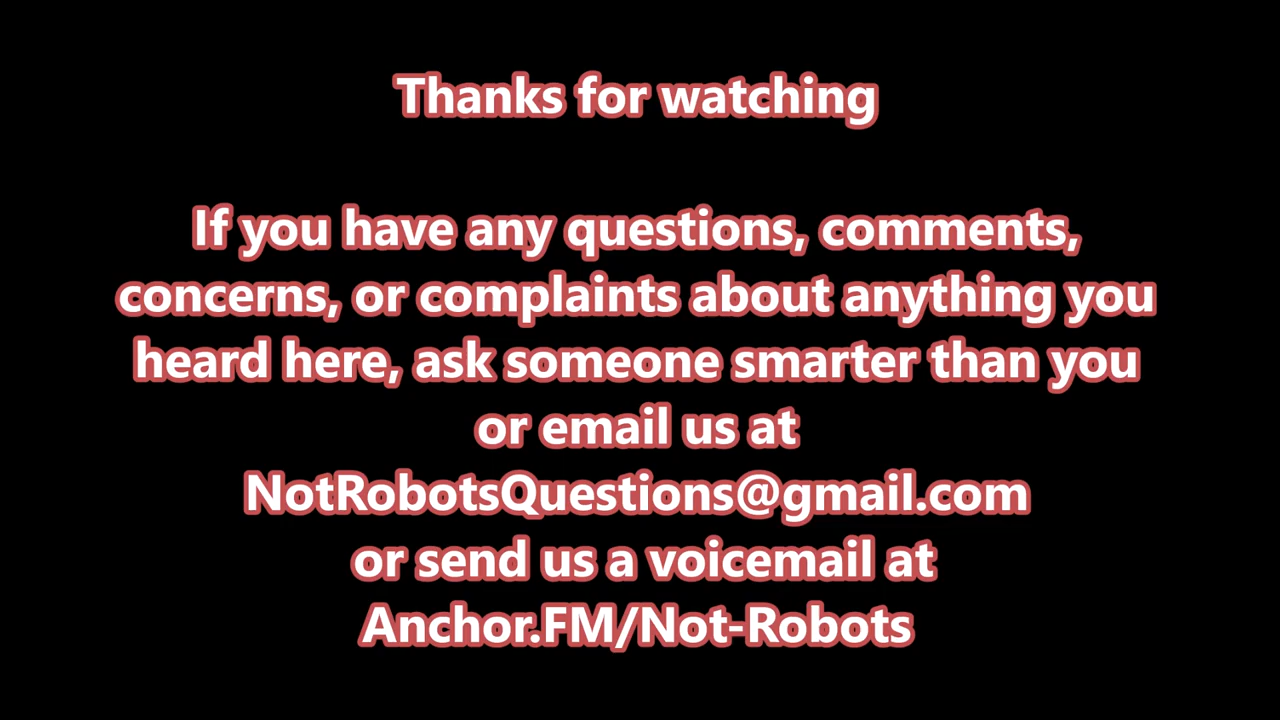 Thanks for watching
If you have any questions, comments,
concerns, or complaints about anything you
heard here, ask someone smarter than you
or email us at
NotRobotsQuestions@gmail.com
or send us a voicemail at
Anchor.FM/Not-Robots